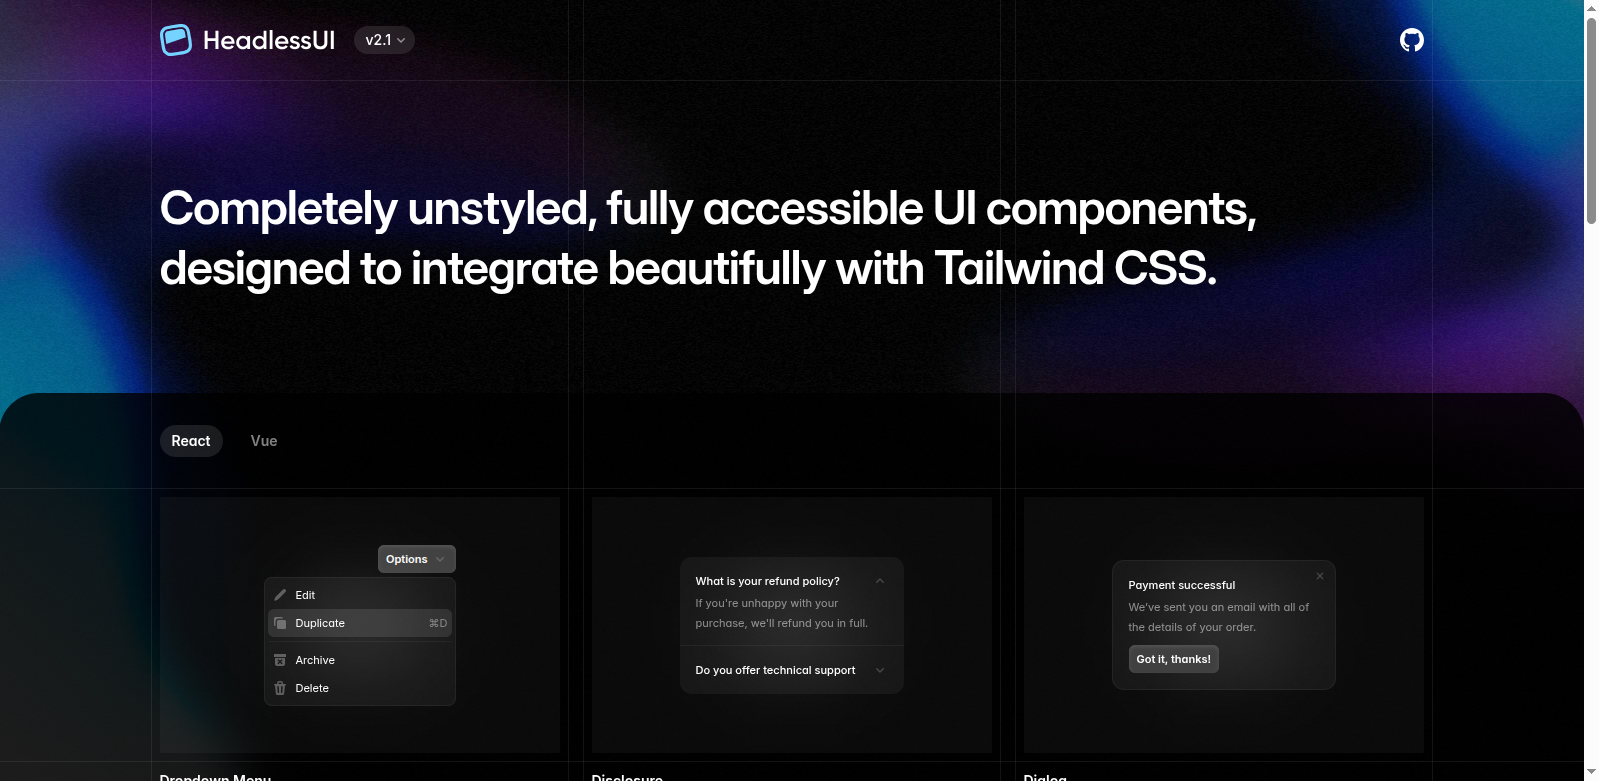 HeadlessUI
v2.1
Completely unstyled, fully accessible UI components,
designed to integrate beautifully with Tailwind CSS.
React
Vue
Options
Edit
Duplicate ⌘D
Archive
Delete
What is your refund policy?
If you're unhappy with your
purchase, we'll refund you in full.
Do you offer technical support
Payment successful
We've sent you an email with all of
the details of your order.
Got it, thanks!
Dropdown Menu
Disclosure
Dialog